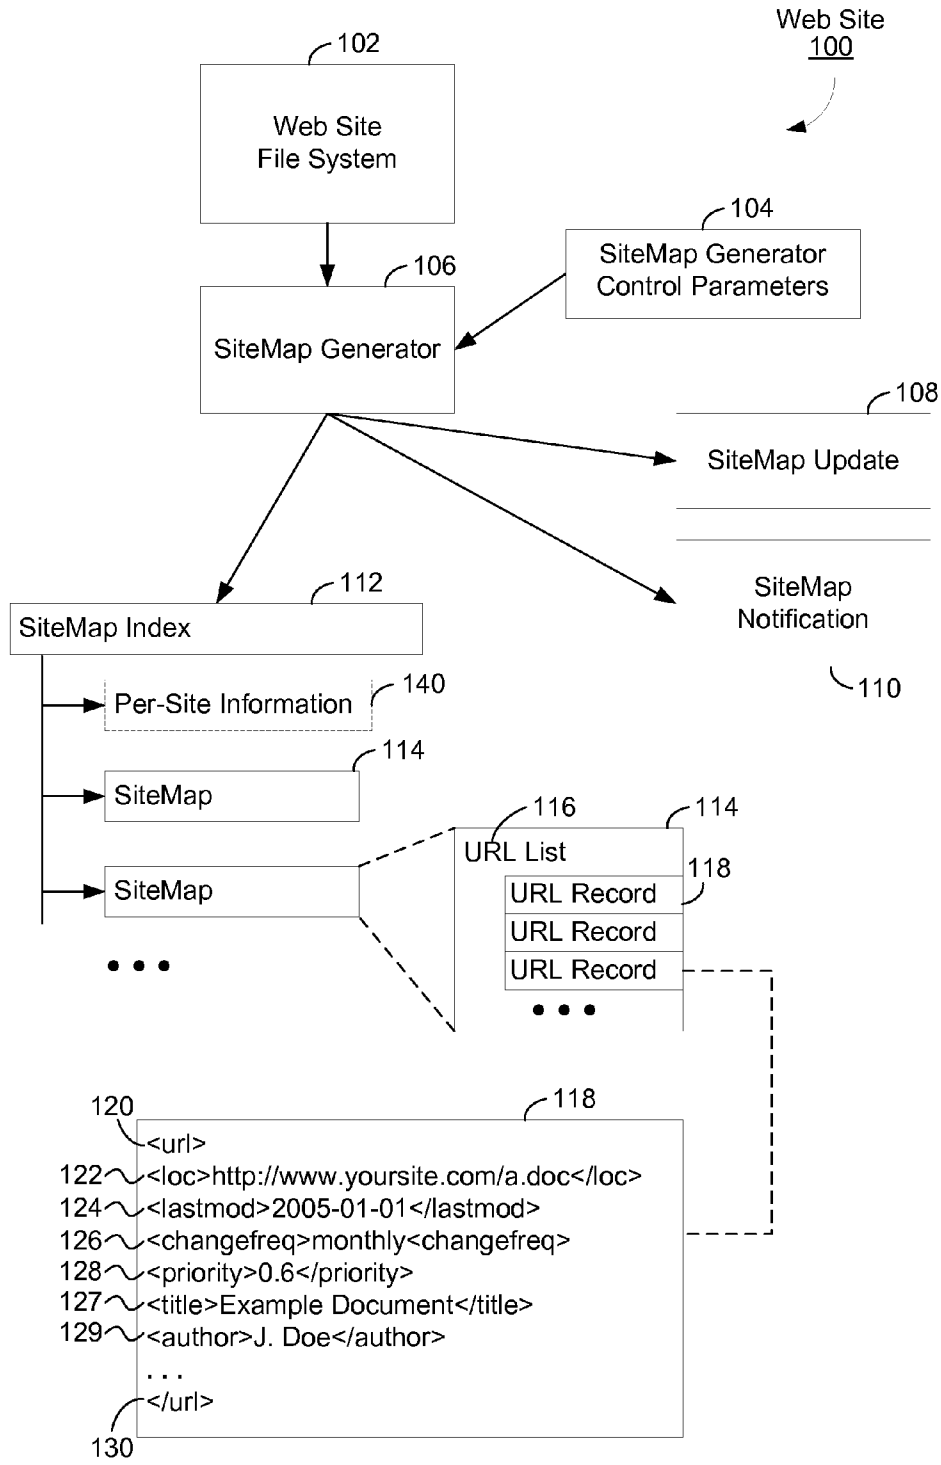 Web Site
100
102
Web Site
File System
104
SiteMap Generator
Control Parameters
106
SiteMap Generator
108
SiteMap Update
SiteMap
Notification
110
112
SiteMap Index
Per-Site Information
140
114
SiteMap
SiteMap
• • •
116
114
URL List
118
URL Record
URL Record
URL Record
• • •
118
120
<url>
122 <loc>http://www.yoursite.com/a.doc</loc>
124 <lastmod>2005-01-01</lastmod>
126 <changefreq>monthly<changefreq>
128 <priority>0.6</priority>
127 <title>Example Document</title>
129 <author>J. Doe</author>
. . .
</url>
130